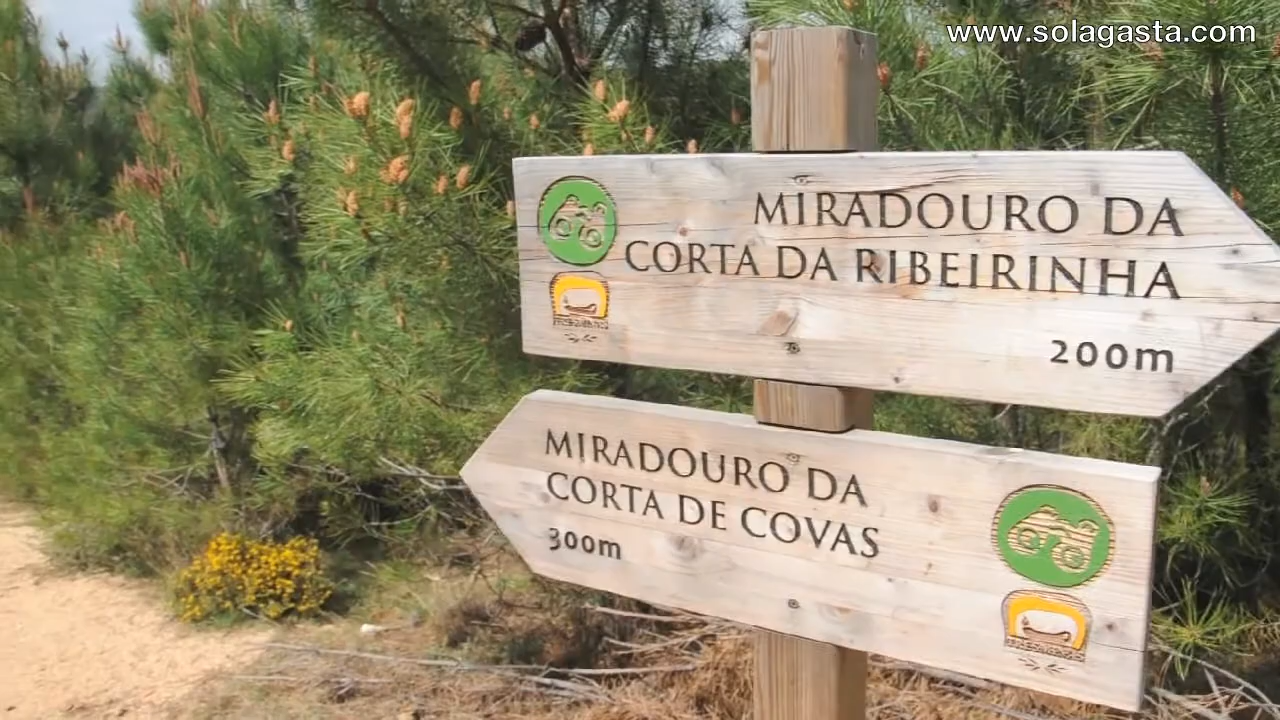 www.solagasta.com
MIRADOURO DA
CORTA DA RIBEIRINHA
200m
MIRADOURO DA
CORTA DE COVAS
300m